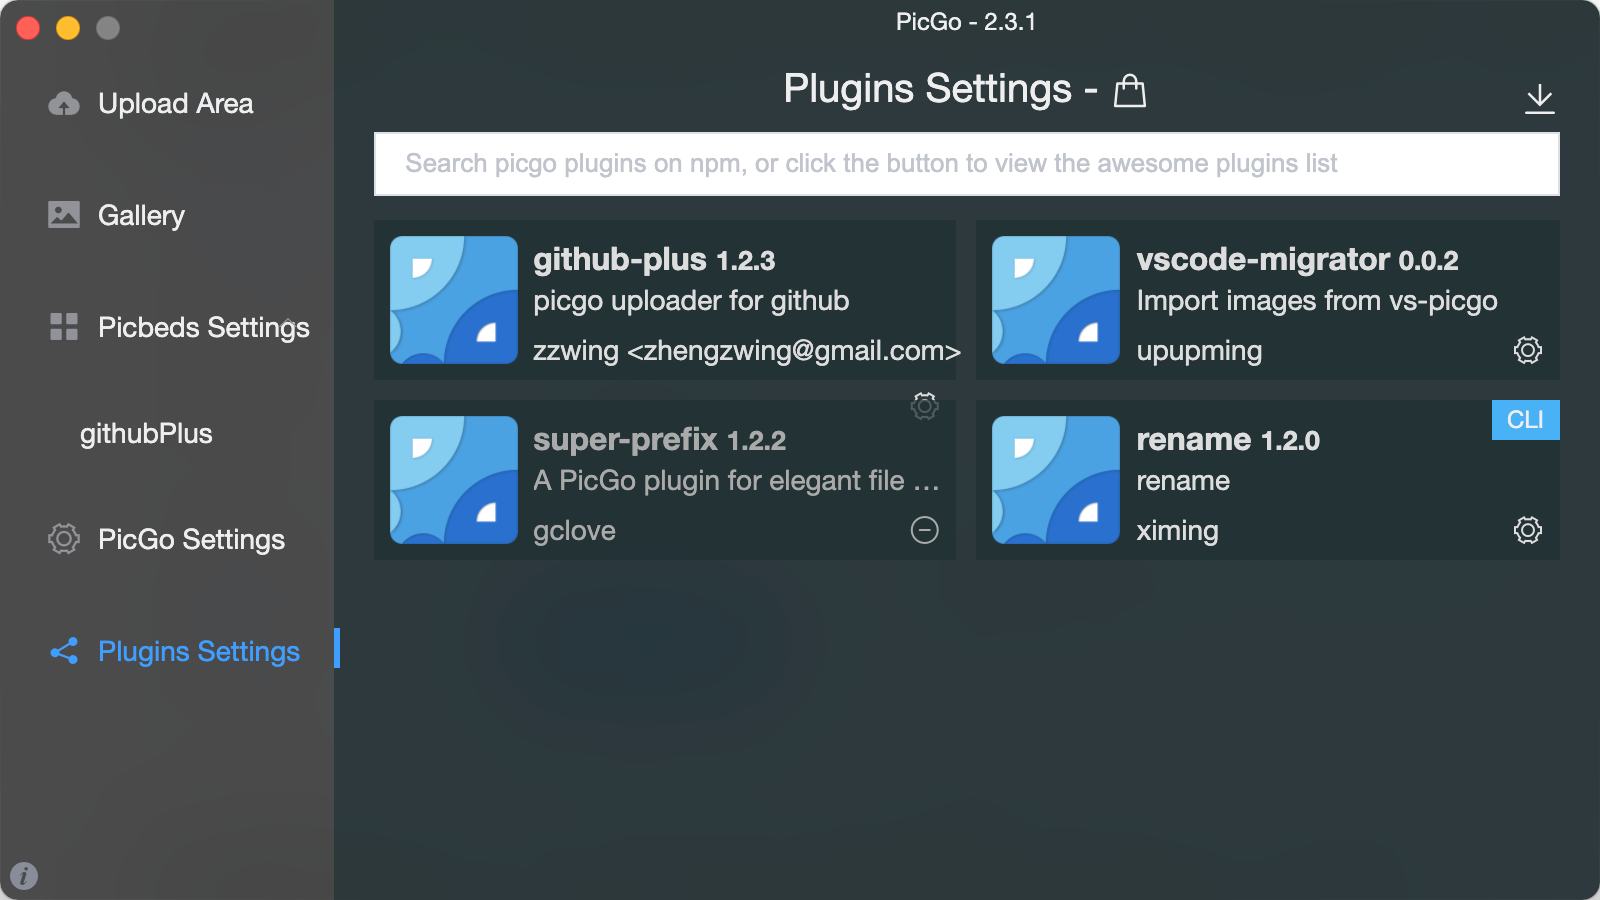 PicGo - 2.3.1
Upload Area
Gallery
Picbeds Settings
githubPlus
PicGo Settings
Plugins Settings
Plugins Settings -
Search picgo plugins on npm, or click the button to view the awesome plugins list
github-plus 1.2.3
picgo uploader for github
zzwing <zhengzwing@gmail.com>
vscode-migrator 0.0.2
Import images from vs-picgo
upupming
super-prefix 1.2.2
A PicGo plugin for elegant file ...
gclove
CLI
rename 1.2.0
rename
ximing